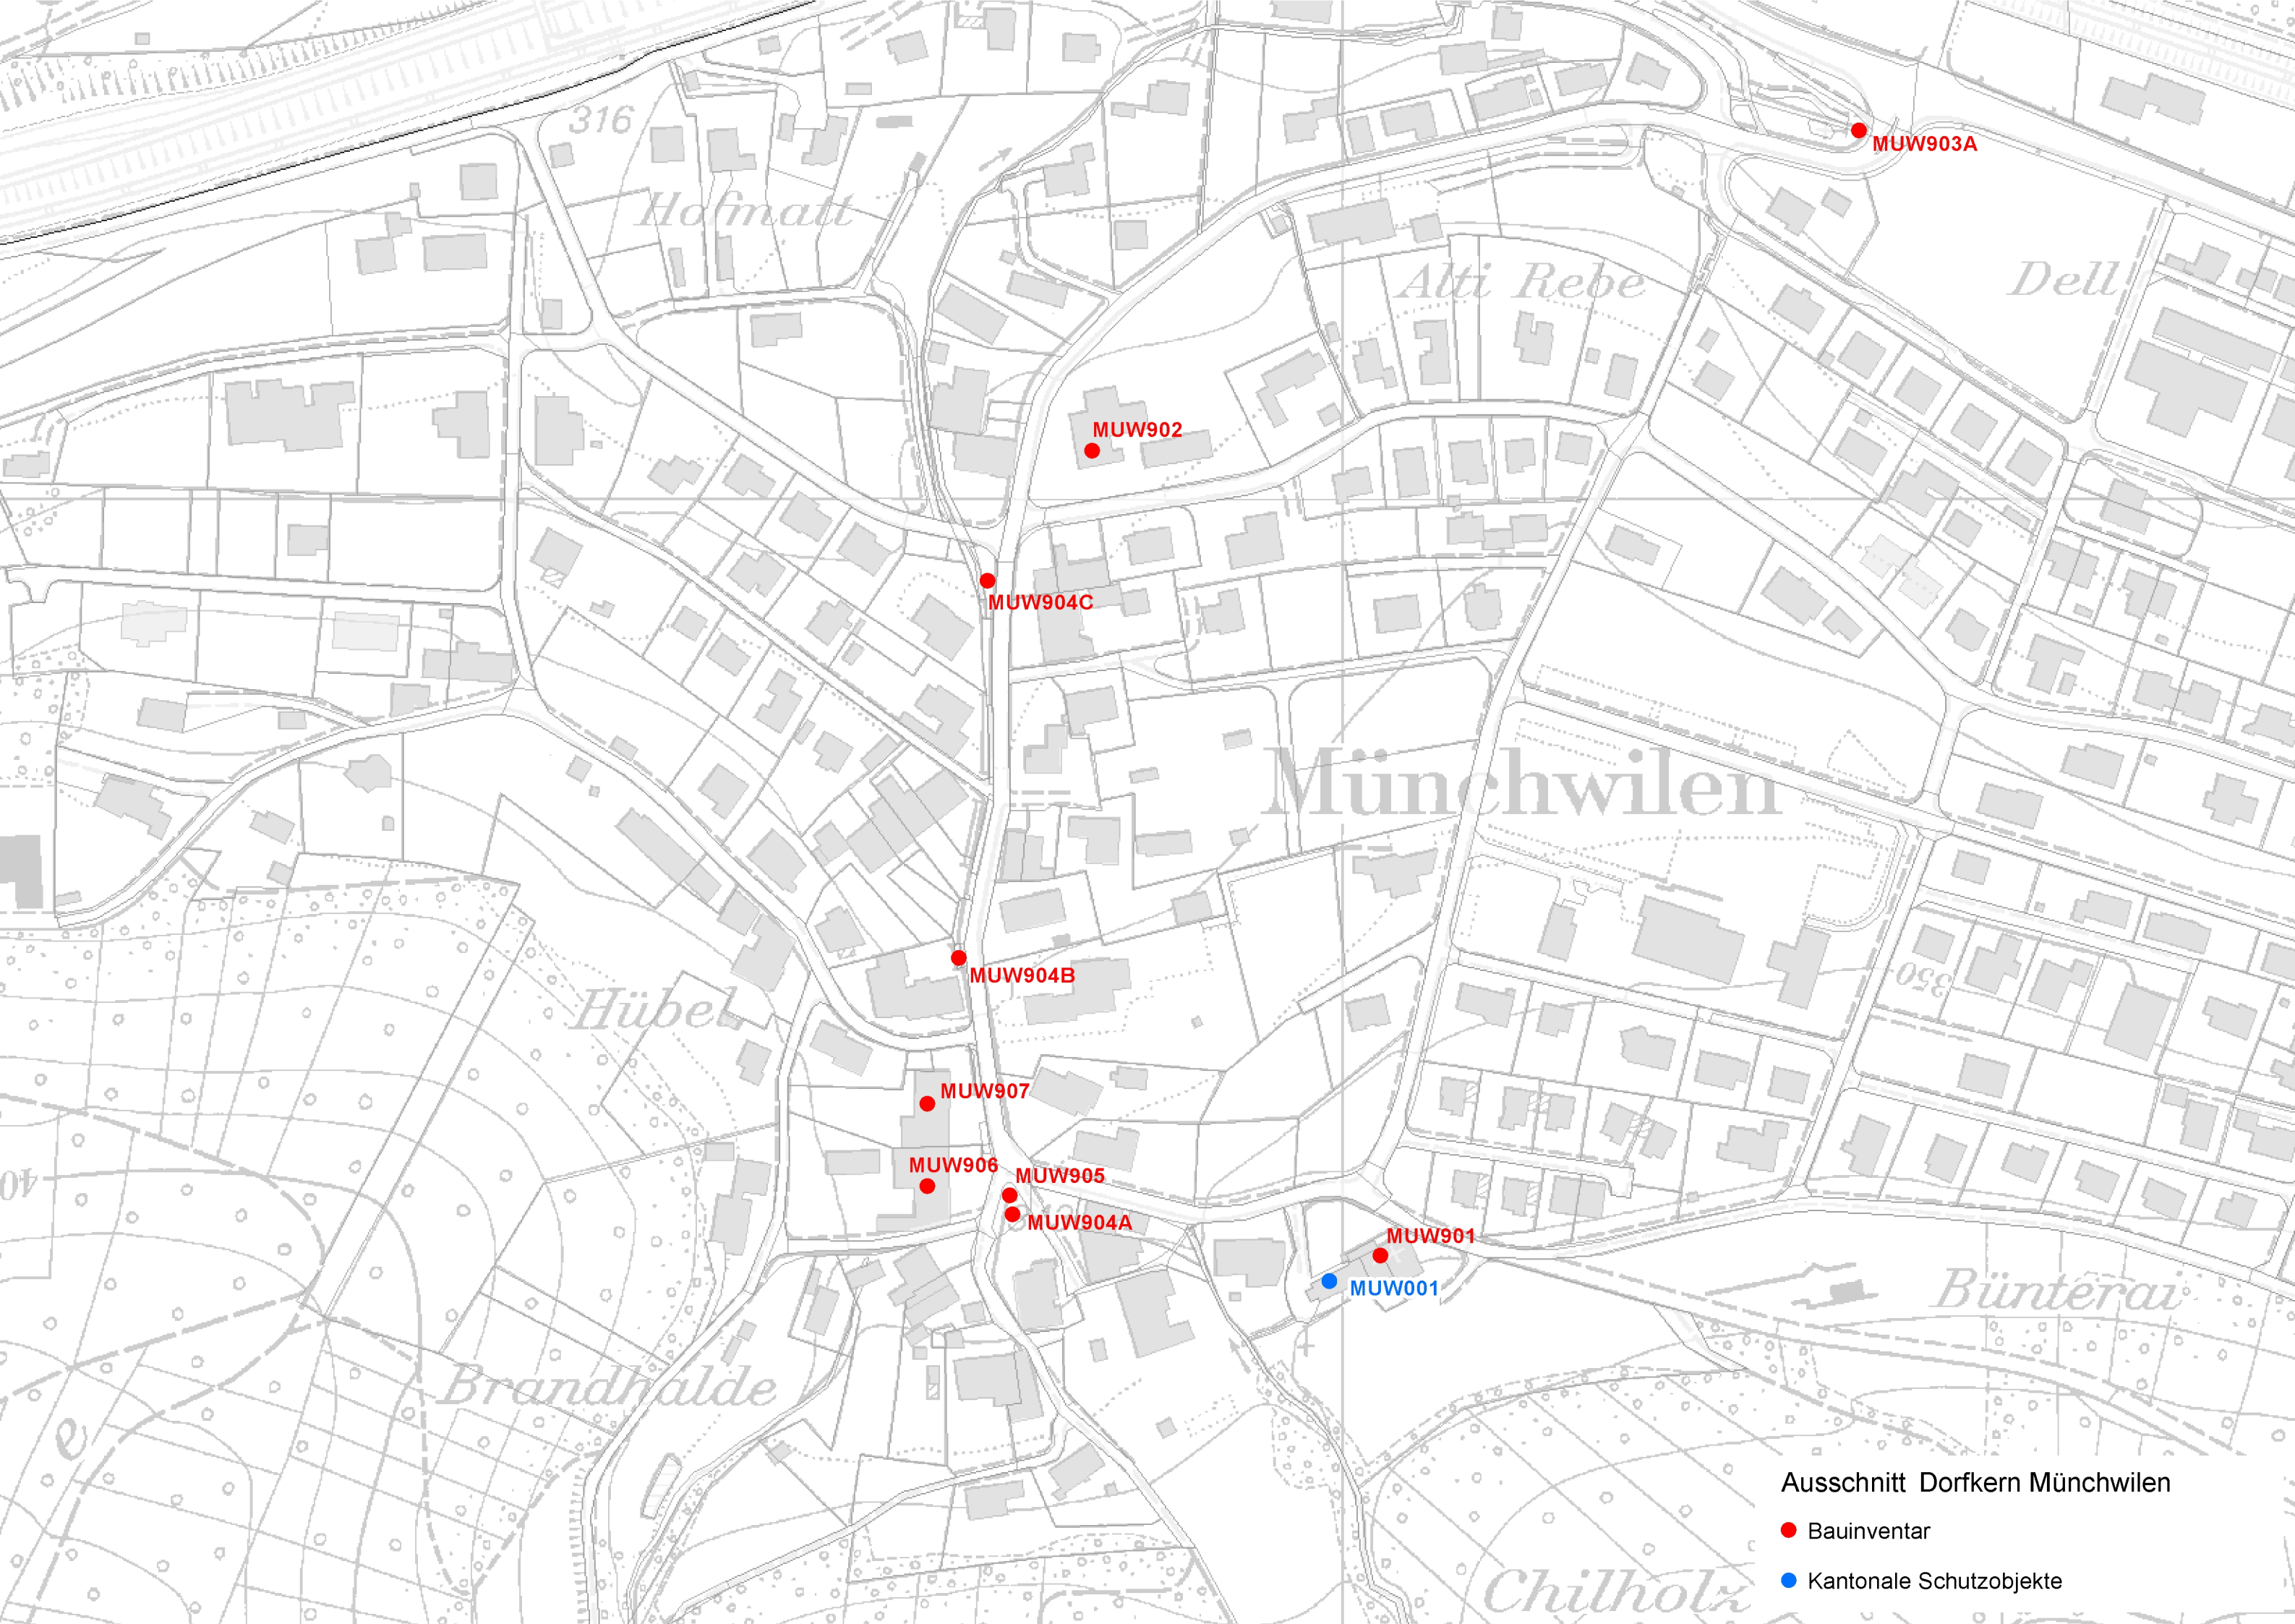 316
MUW903A
Hofmatt
Alti Rebe
Dell
MUW902
MUW904C
Münchwilen
MUW904B
350
Hübel
MUW907
MUW906
MUW905
MUW904A
MUW901
MUW001
40
Bünterai
Brandhalde
e
Ausschnitt Dorfkern Münchwilen
Bauinventar
Kantonale Schutzobjekte
Chilholz